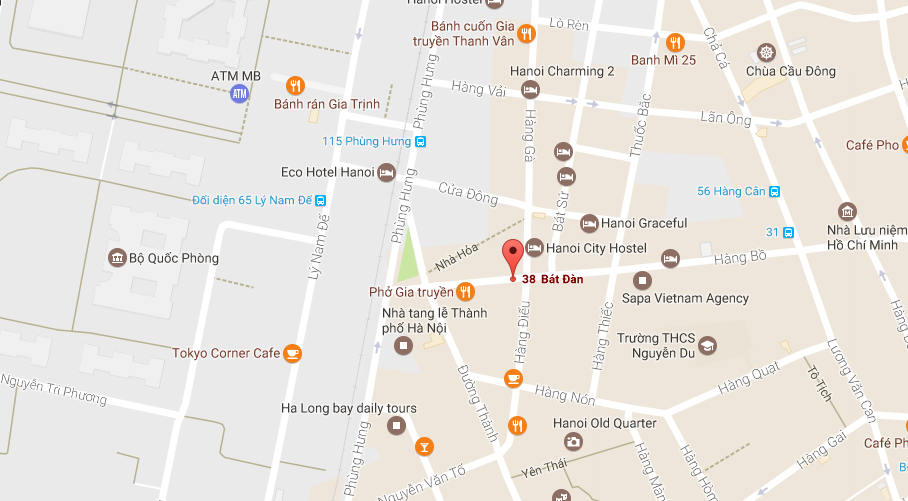 Hanoi Hostel
Lò Rèn
Bánh cuốn Gia
truyền Thanh Vân
Chả Cá
Banh Mì 25
Chùa Cầu Đông
ATM MB
ATM
Hanoi Charming 2
Bánh rán Gia Trịnh
Hàng Vải
Phùng Hưng
Hàng Gà
Thuốc Bắc
Lãn Ông
115 Phùng Hưng
Café Pho
Eco Hotel Hanoi
Cửa Đông
56 Hàng Cân
Đối diện 65 Lý Nam Đế
Phùng Hưng
Bát Sứ
Hanoi Graceful
Nhà Lưu niệm
Hồ Chí Minh
31
Lý Nam Đế
Bộ Quốc Phòng
Nhà Hỏa
Hanoi City Hostel
Hàng Bồ
38 Bát Đàn
Phở Gia truyền
Sapa Vietnam Agency
Nhà tang lễ Thành
phố Hà Nội
Hàng Điếu
Hàng Thiếc
Trường THCS
Nguyễn Du
Tokyo Corner Cafe
Nguyễn Tri Phương
Đường Thành
Hàng Nón
Hàng Quạt
Tô Tịch
Lương Văn Can
Ha Long bay daily tours
Phùng Hưng
Hanoi Old Quarter
Hàng Gai
Café
Yên Thái
Nguyễn Văn Tố
Hàng Hòm